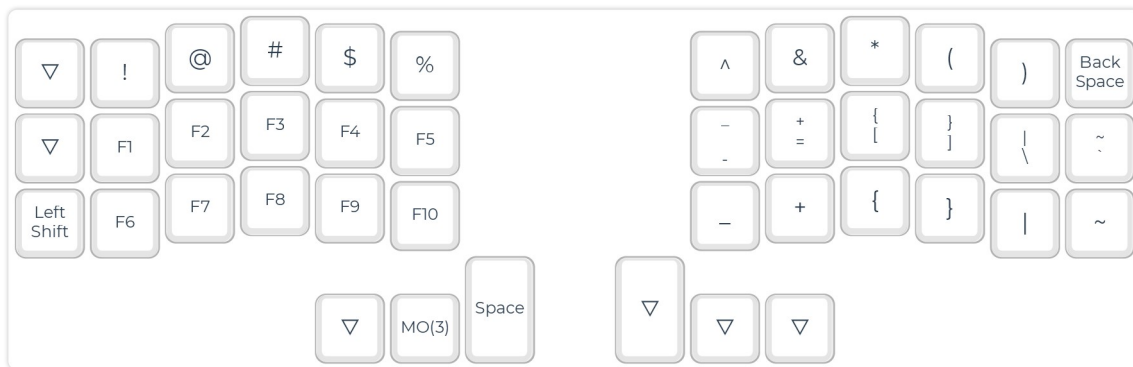 ▽ ! @ # $ % ^ & * ( ) Back Space
▽ F1 F2 F3 F4 F5 _ - + = { [ } ] | \ ~ `
Left Shift F6 F7 F8 F9 F10 _ + { } | ~
▽ MO(3) Space ▽ ▽ ▽